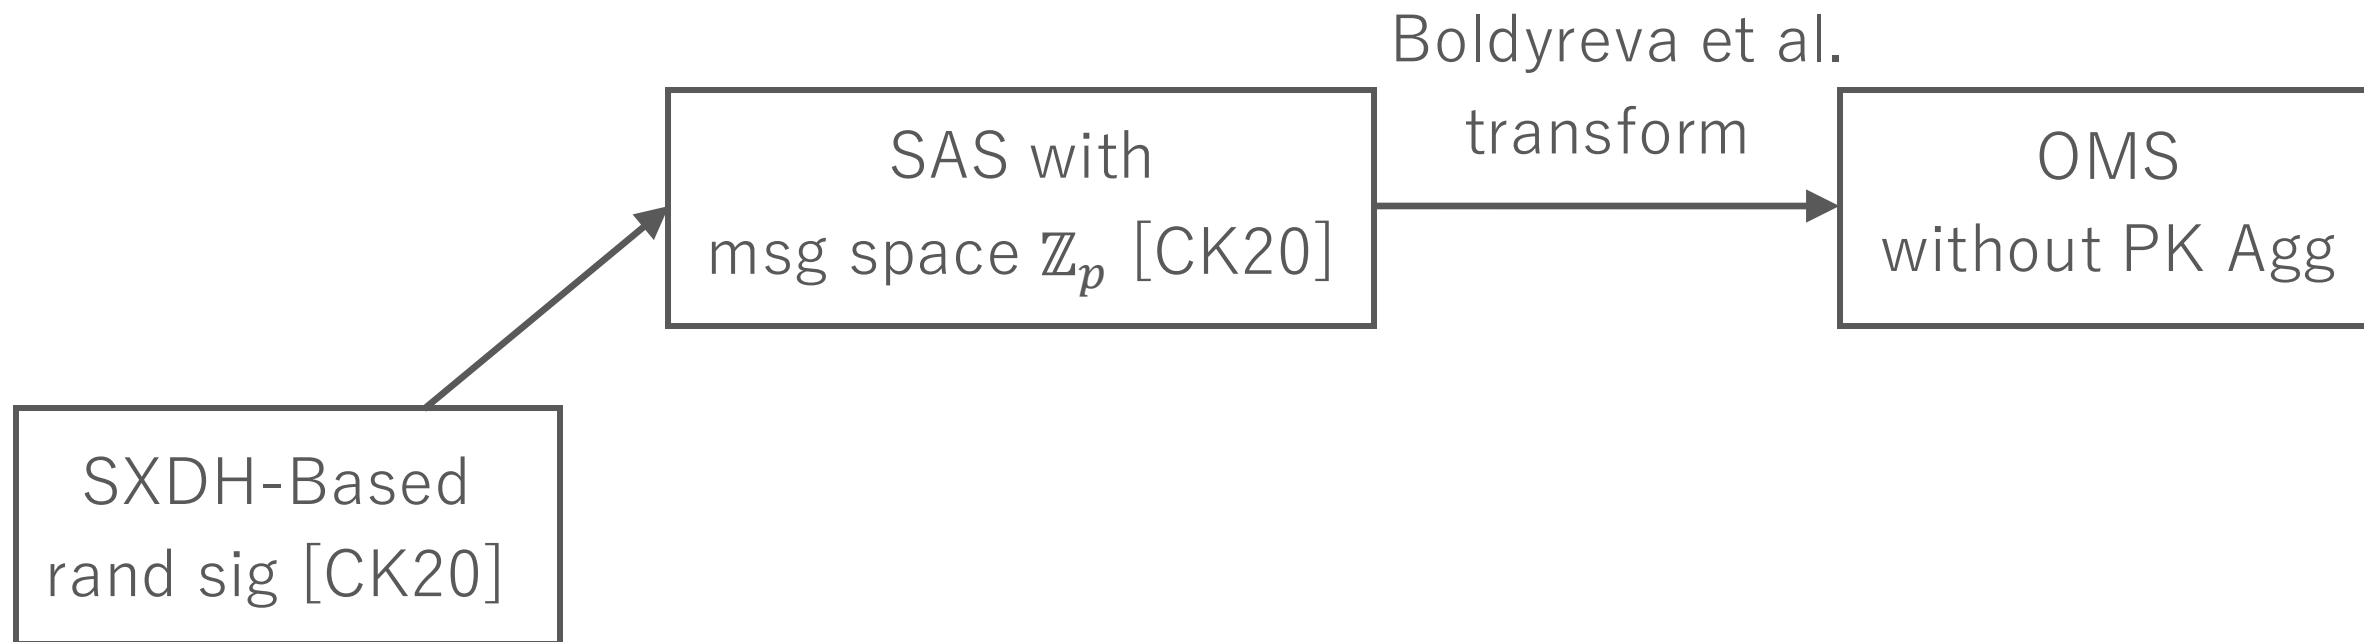 Boldyreva et al.
transform
SAS with
msg space ℤ𝑝 [CK20]
OMS
without PK Agg
SXDH-Based
rand sig [CK20]